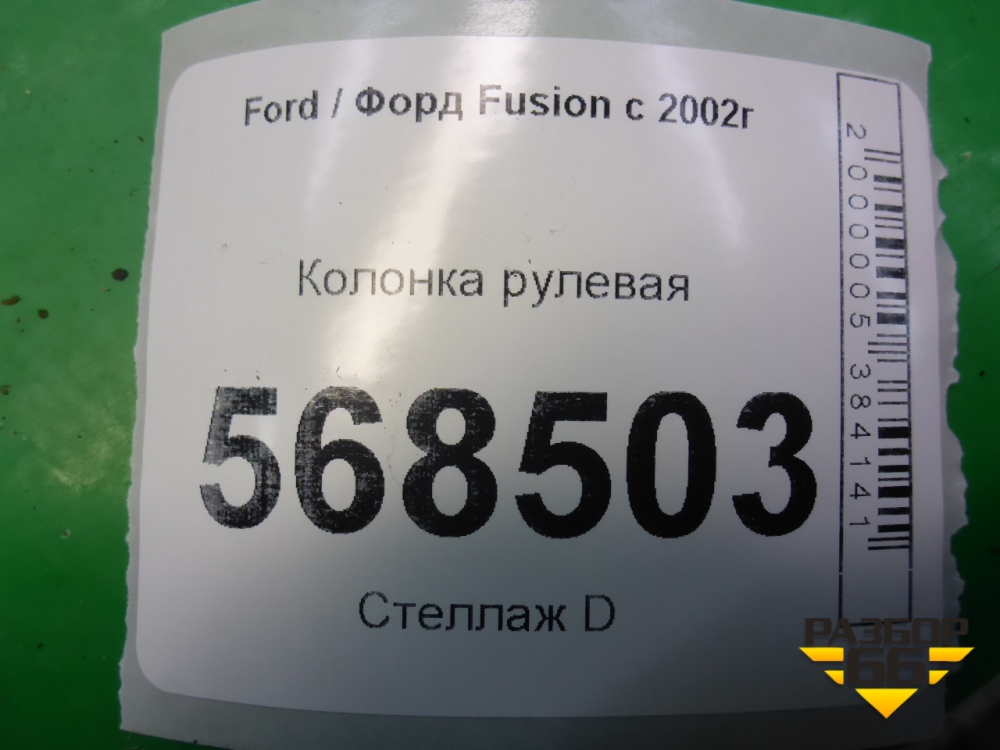 Ford / Форд Fusion с 2002г
Колонка рулевая
568503
Стеллаж D
2000005384141
РАЗБОР
66